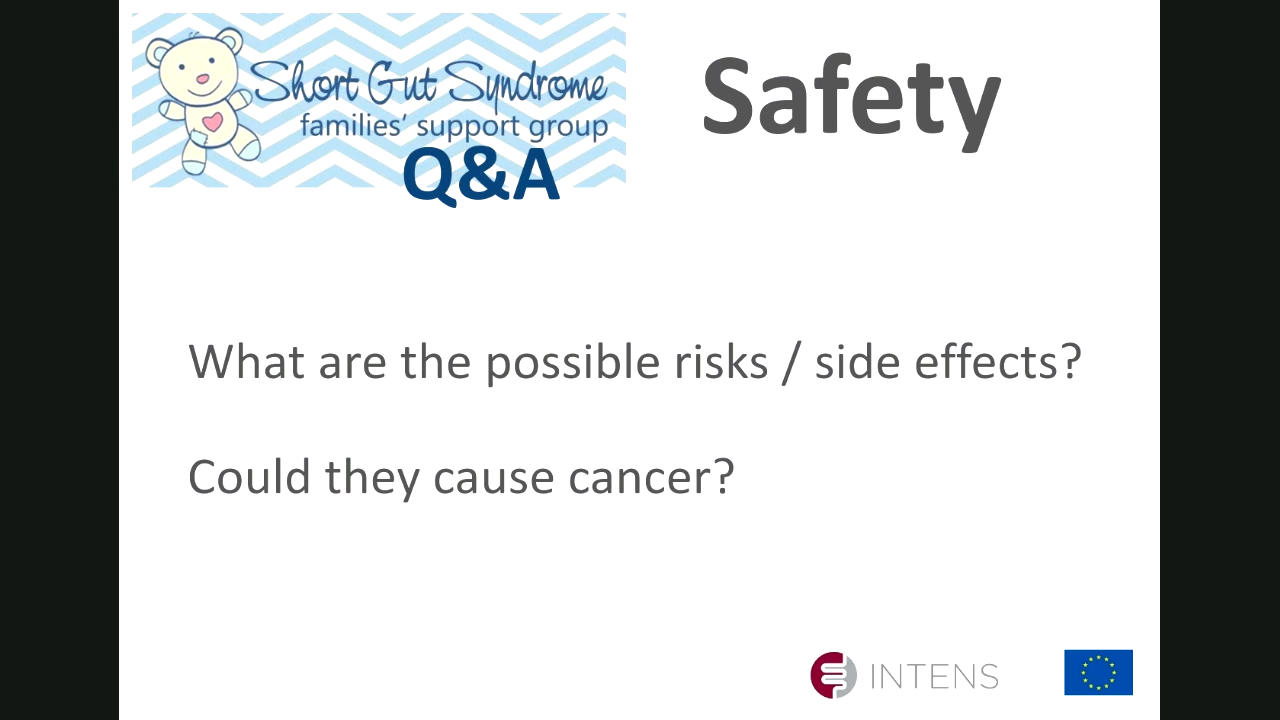 Short Gut Syndrome
families' support group
Q&A
Safety
What are the possible risks / side effects?
Could they cause cancer?
INTENS